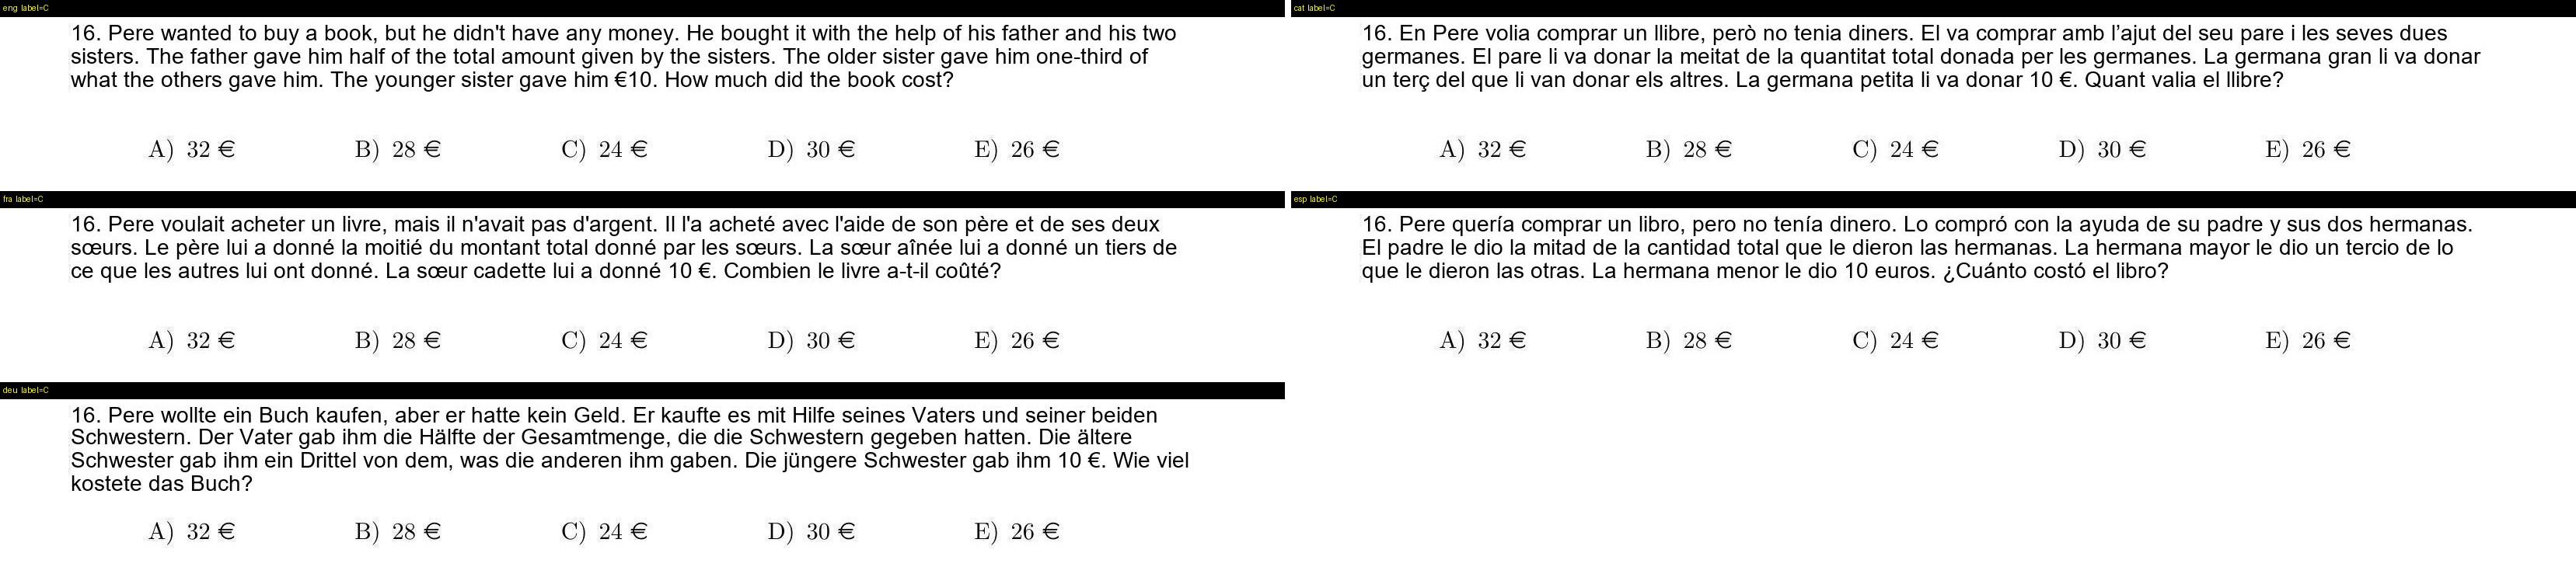 eng label=C
16. Pere wanted to buy a book, but he didn't have any money. He bought it with the help of his father and his two
sisters. The father gave him half of the total amount given by the sisters. The older sister gave him one-third of
what the others gave him. The younger sister gave him €10. How much did the book cost?
A) 32 € B) 28 € C) 24 € D) 30 € E) 26 €
cat label=C
16. En Pere volia comprar un llibre, però no tenia diners. El va comprar amb l’ajut del seu pare i les seves dues
germanes. El pare li va donar la meitat de la quantitat total donada per les germanes. La germana gran li va donar
un terç del que li van donar els altres. La germana petita li va donar 10 €. Quant valia el llibre?
A) 32 € B) 28 € C) 24 € D) 30 € E) 26 €
fra label=C
16. Pere voulait acheter un livre, mais il n'avait pas d'argent. Il l'a acheté avec l'aide de son père et de ses deux
sœurs. Le père lui a donné la moitié du montant total donné par les sœurs. La sœur aînée lui a donné un tiers de
ce que les autres lui ont donné. La sœur cadette lui a donné 10 €. Combien le livre a-t-il coûté?
A) 32 € B) 28 € C) 24 € D) 30 € E) 26 €
esp label=C
16. Pere quería comprar un libro, pero no tenía dinero. Lo compró con la ayuda de su padre y sus dos hermanas.
El padre le dio la mitad de la cantidad total que le dieron las hermanas. La hermana mayor le dio un tercio de lo
que le dieron las otras. La hermana menor le dio 10 euros. ¿Cuánto costó el libro?
A) 32 € B) 28 € C) 24 € D) 30 € E) 26 €
deu label=C
16. Pere wollte ein Buch kaufen, aber er hatte kein Geld. Er kaufte es mit Hilfe seines Vaters und seiner beiden
Schwestern. Der Vater gab ihm die Hälfte der Gesamtmenge, die die Schwestern gegeben hatten. Die ältere
Schwester gab ihm ein Drittel von dem, was die anderen ihm gaben. Die jüngere Schwester gab ihm 10 €. Wie viel
kostete das Buch?
A) 32 € B) 28 € C) 24 € D) 30 € E) 26 €